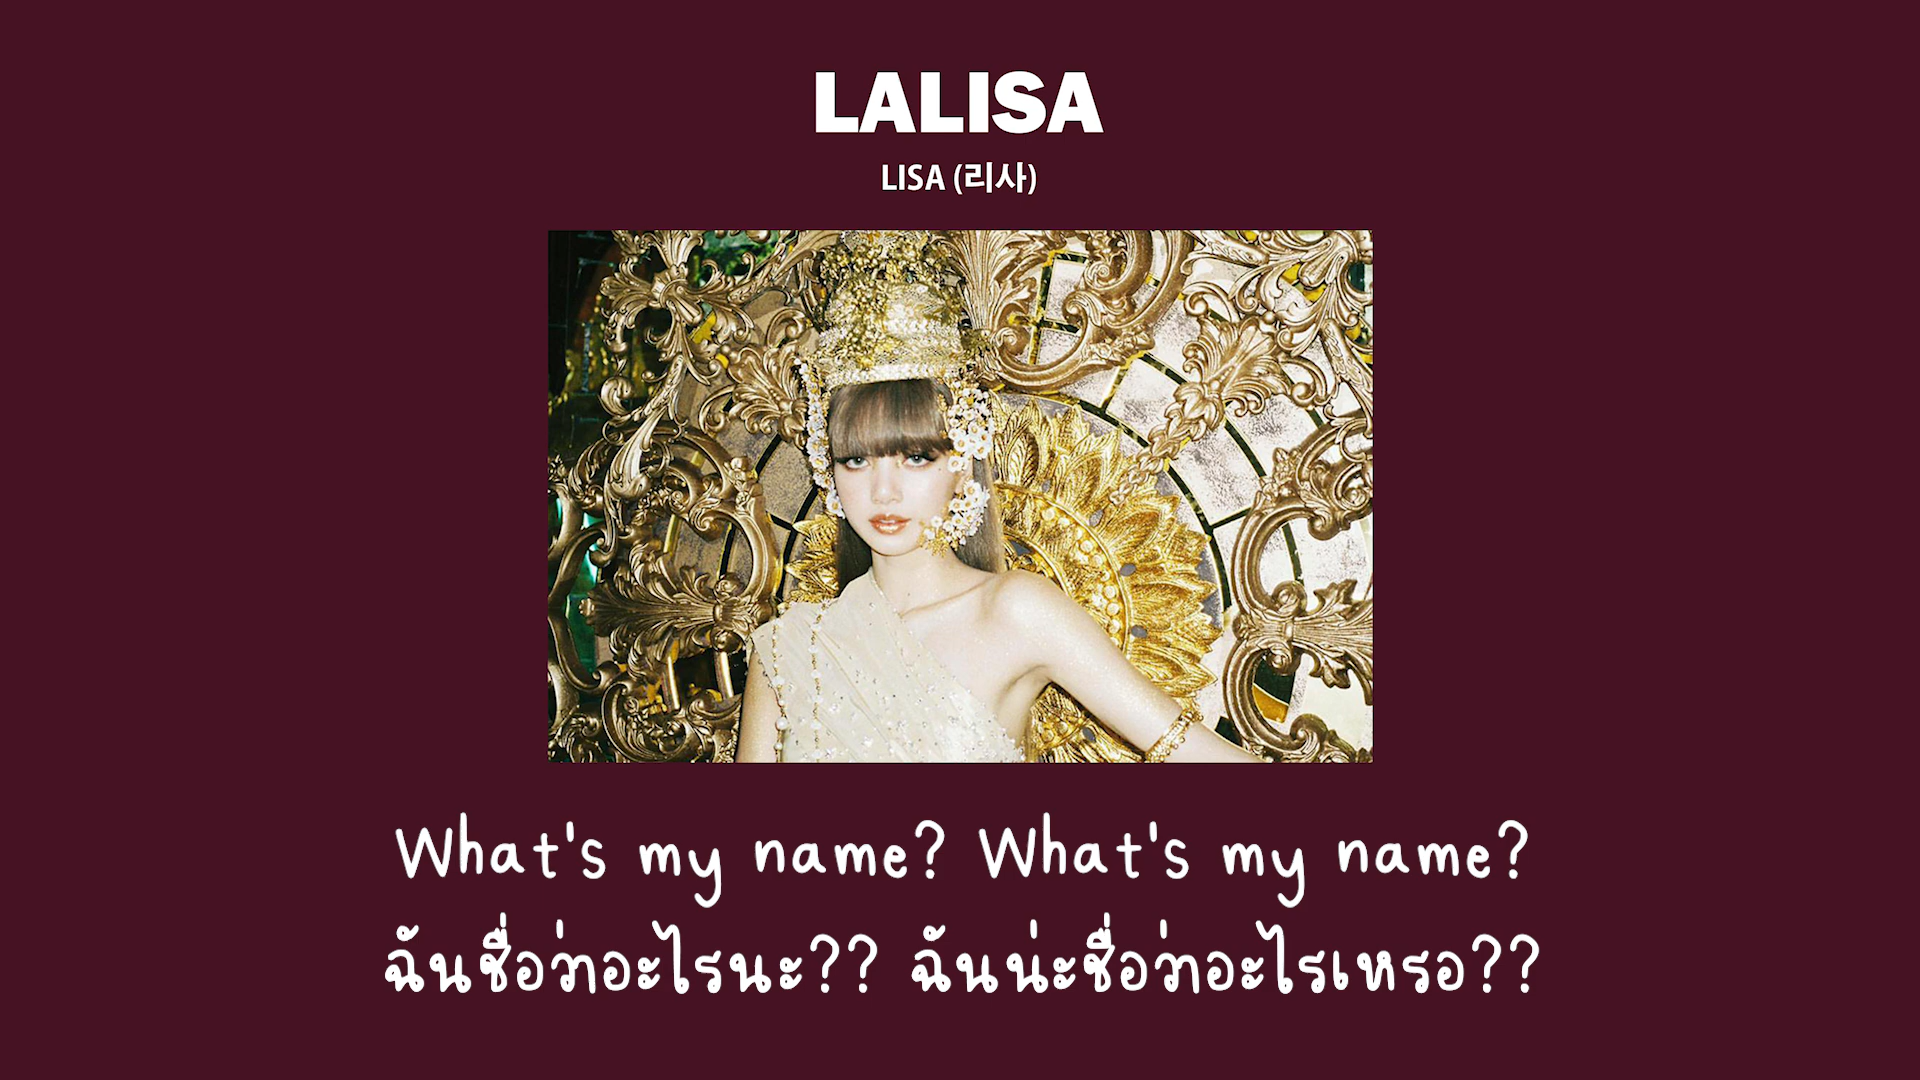 LALISA
LISA (리사)
What's my name? What's my name?
ฉันชื่อว่าอะไรนะ?? ฉันน่ะชื่อว่าอะไรเหรอ??